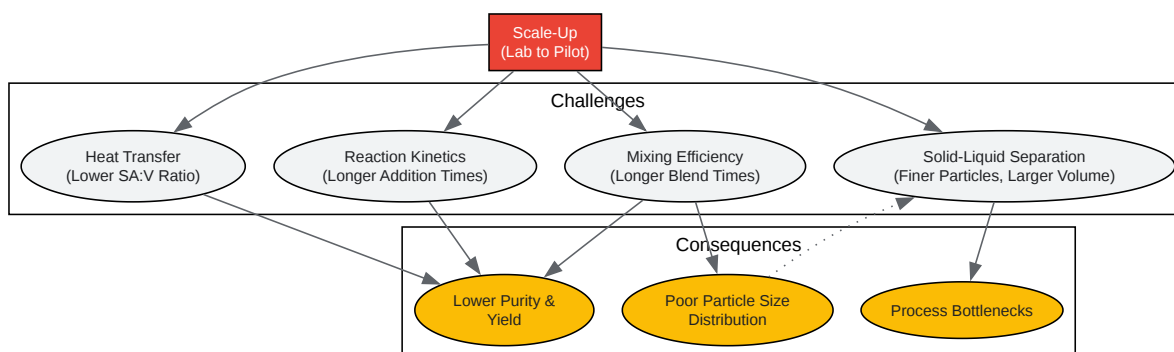 Scale-Up
(Lab to Pilot)
Challenges
Heat Transfer
(Lower SA:V Ratio)
Reaction Kinetics
(Longer Addition Times)
Mixing Efficiency
(Longer Blend Times)
Solid-Liquid Separation
(Finer Particles, Larger Volume)
Consequences
Lower Purity &
Yield
Poor Particle Size
Distribution
Process Bottlenecks